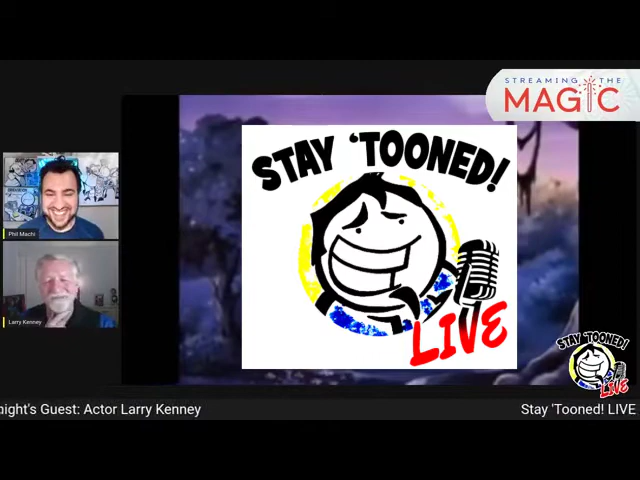 STREAMING THE
MAGIC
STAY 'TOONED!
LIVE
Phil Machi
Larry Kenney
STAY 'TOONED!
LIVE
night's Guest: Actor Larry Kenney
Stay 'Tooned! LIVE